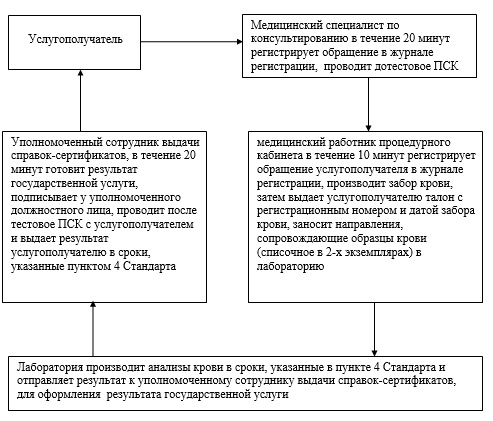 Услугополучатель
Медицинский специалист по
консультированию в течение 20 минут
регистрирует обращение в журнале
регистрации, проводит дотестовое ПСК
медицинский работник процедурного
кабинета в течение 10 минут регистрирует
обращение услугополучателя в журнале
регистрации, производит забор крови,
затем выдает услугополучателю талон с
регистрационным номером и датой забора
крови, заносит направления,
сопровождающие образцы крови
(списочное в 2-х экземплярах) в
лабораторию
Лаборатория производит анализы крови в сроки, указанные в пункте 4 Стандарта и
отправляет результат к уполномоченному сотруднику выдачи справок-сертификатов,
для оформления результата государственной услуги
Уполномоченный сотрудник выдачи
справок-сертификатов, в течение 20
минут готовит результат
государственной услуги,
подписывает у уполномоченного
должностного лица, проводит после
тестовое ПСК с услугополучателем
и выдает результат
услугополучателю в сроки,
указанные пунктом 4 Стандарта